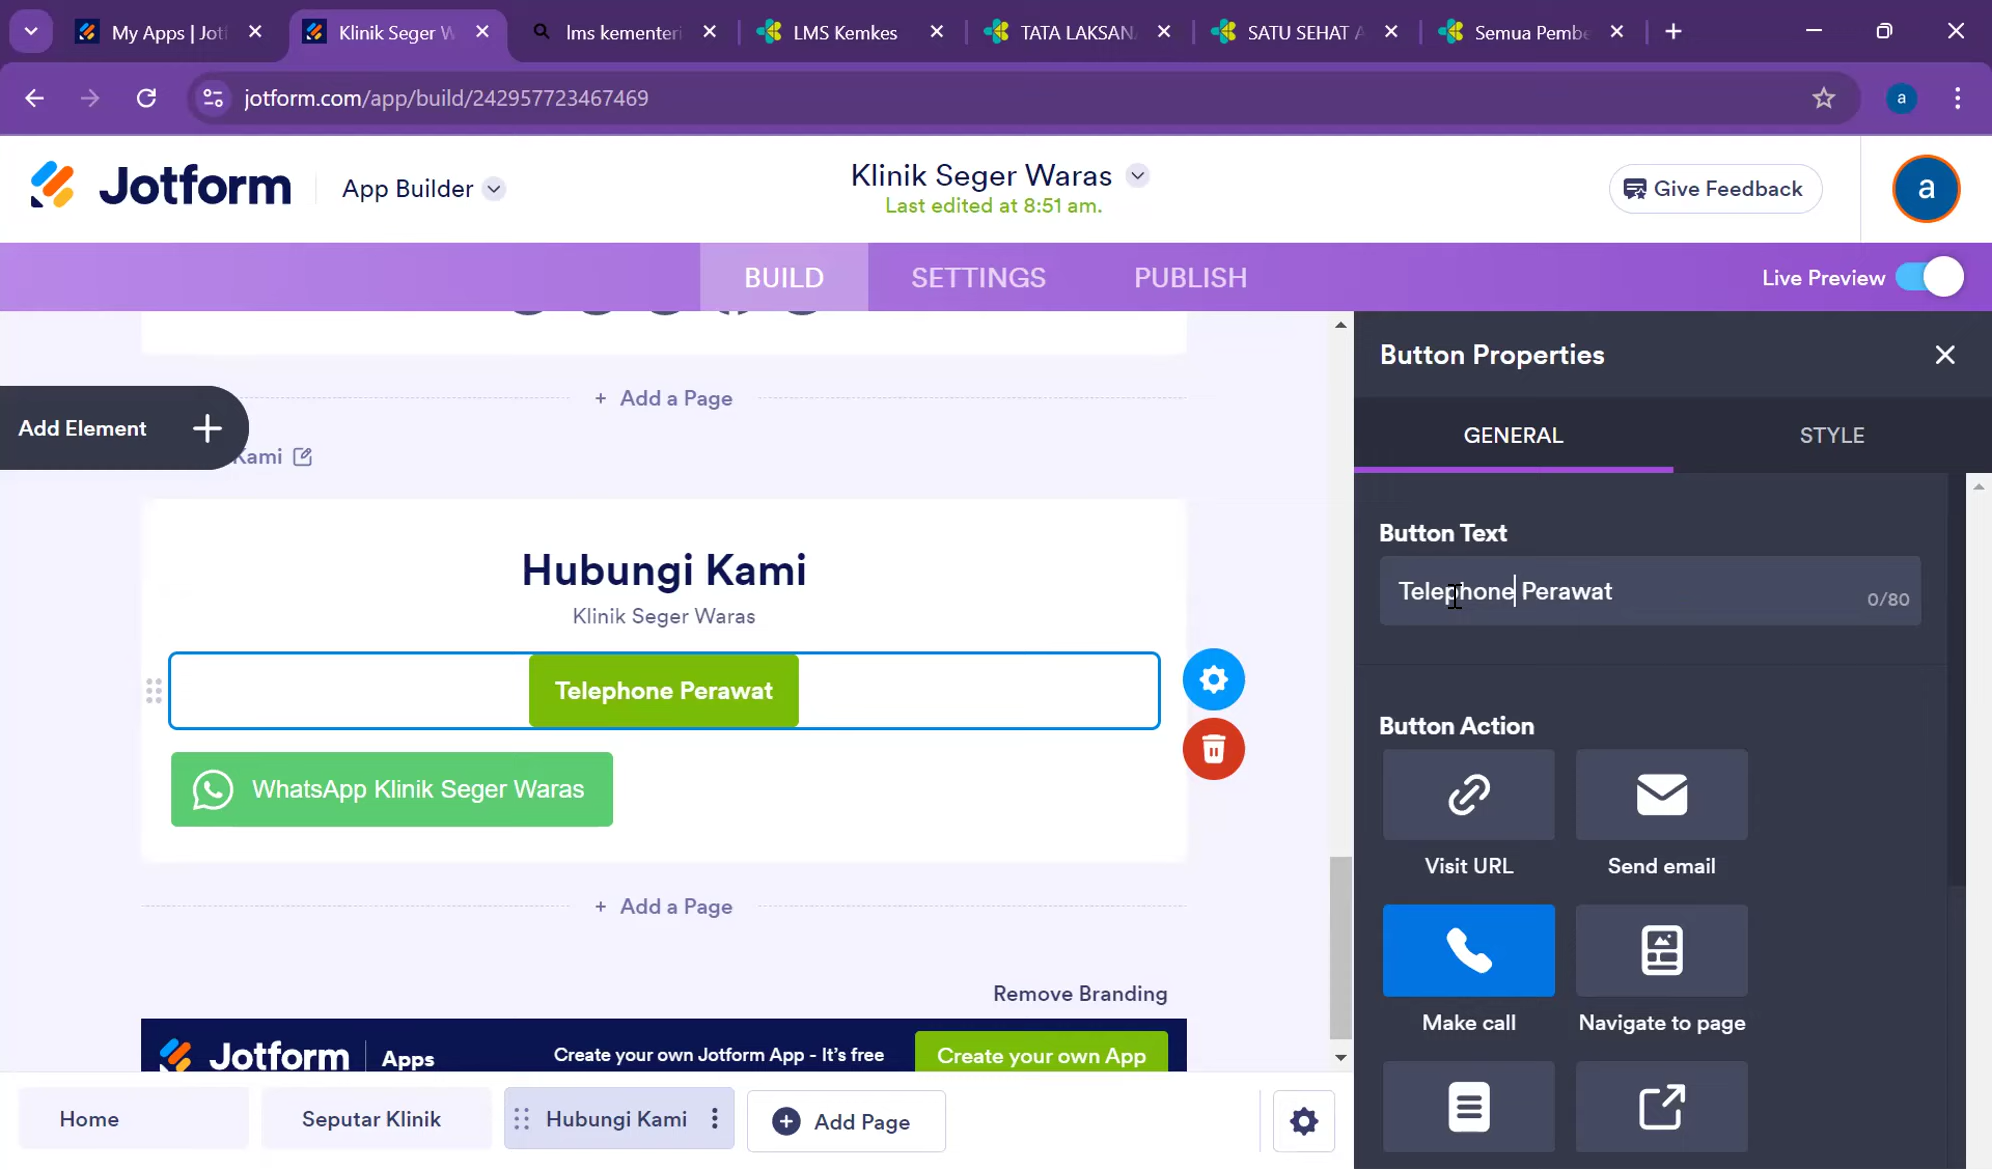 My Apps | Jotf
Klinik Seger W
lms kementeri
LMS Kemkes
TATA LAKSAN
SATU SEHAT A
Semua Pembe
jotform.com/app/build/242957723467469
a
Jotform
App Builder
Klinik Seger Waras
Last edited at 8:51 am.
Give Feedback
a
BUILD
SETTINGS
PUBLISH
Live Preview
+ Add a Page
Add Element
Kami
Hubungi Kami
Klinik Seger Waras
Telephone Perawat
WhatsApp Klinik Seger Waras
+ Add a Page
Remove Branding
Jotform Apps
Create your own Jotform App - It's free
Create your own App
Home
Seputar Klinik
Hubungi Kami
Add Page
Button Properties
GENERAL
STYLE
Button Text
Telephone Perawat
0/80
Button Action
Visit URL
Send email
Make call
Navigate to page